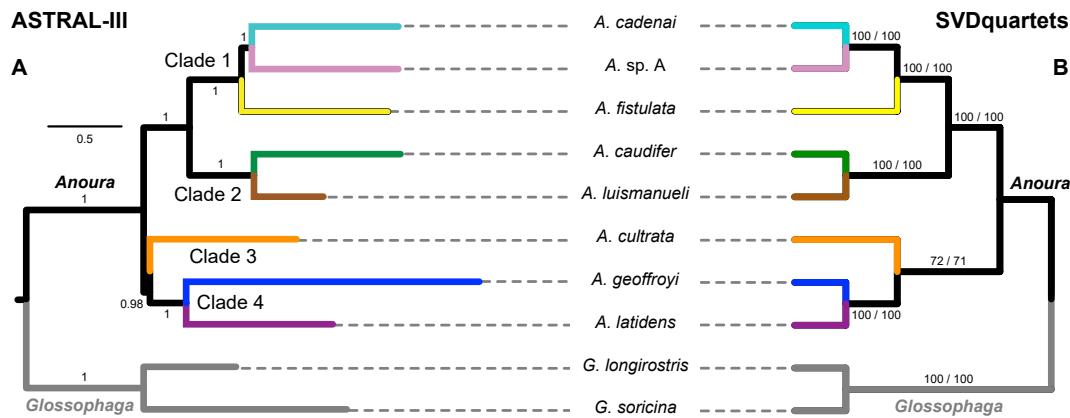 ASTRAL-III
SVDquartets
A
B
A. cadenai
A. sp. A
A. fistulata
A. caudifer
A. luismanueli
A. cultrata
A. geoffroyi
A. latidens
G. longirostris
G. soricina
Clade 1
Clade 2
Clade 3
Clade 4
Anoura
Glossophaga
0.5
1
1
1
1
1
0.98
1
1
100 / 100
100 / 100
100 / 100
100 / 100
72 / 71
100 / 100
100 / 100
Anoura
Glossophaga